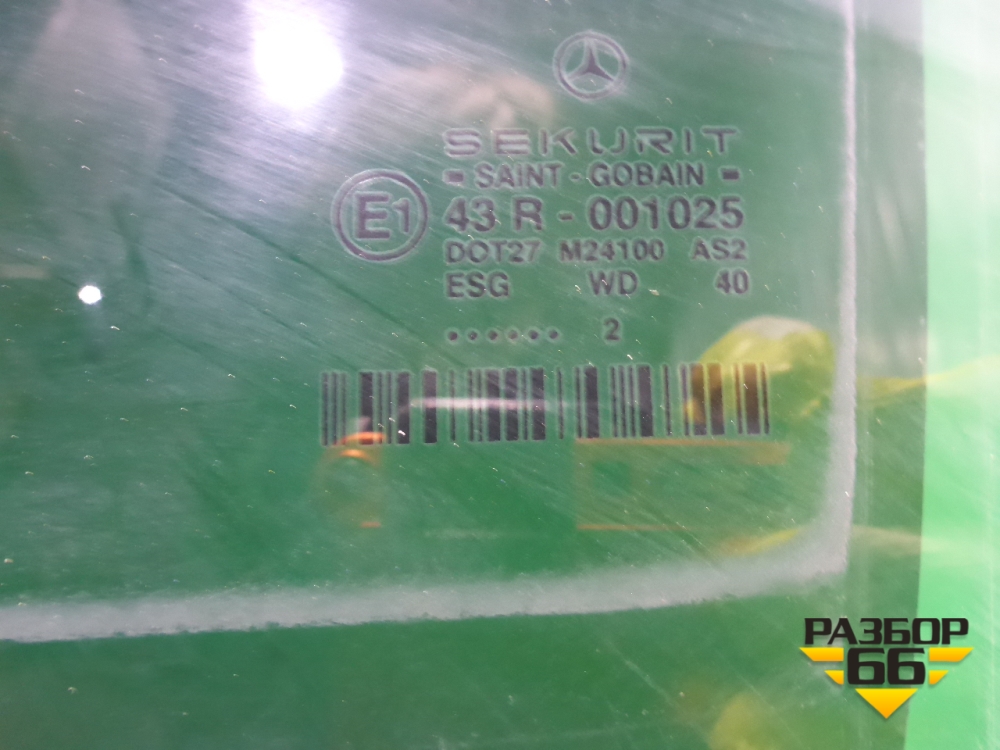 SEKURIT
= SAINT - GOBAIN =
E1
43 R - 001025
DOT27 M24100 AS2
ESG WD 40
...... 2
РАЗБОР
66